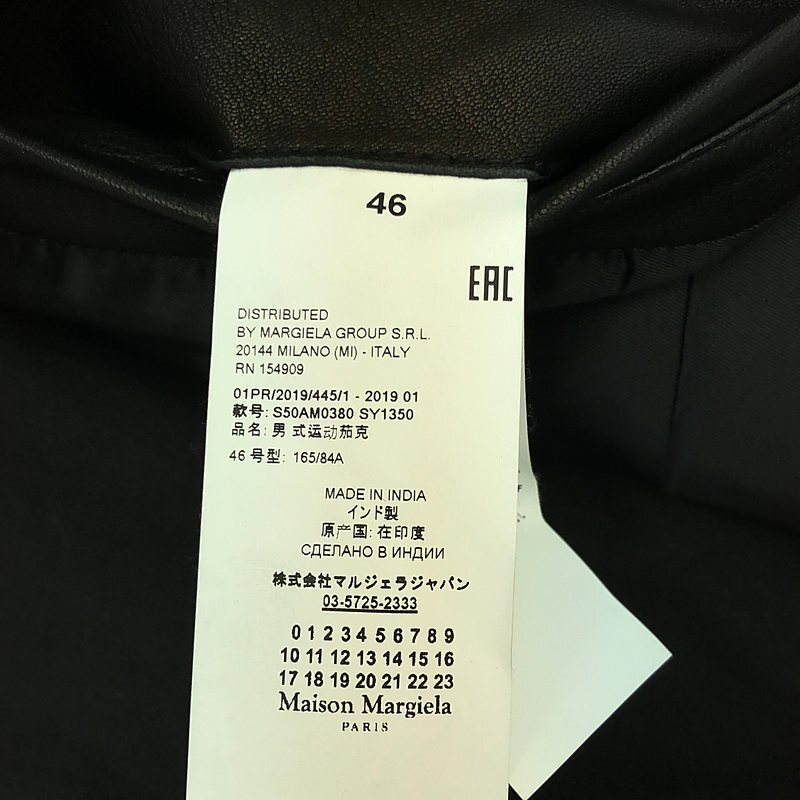 46
EAC
DISTRIBUTED
BY MARGIELA GROUP S.R.L.
20144 MILANO (MI) - ITALY
RN 154909
01PR/2019/445/1 - 2019 01
款号: S50AM0380 SY1350
品名: 男 式运动茄克
46 号型: 165/84A
MADE IN INDIA
インド製
原产国: 在印度
СДЕЛАНО В ИНДИИ
株式会社マルジェラジャパン
03-5725-2333
0 1 2 3 4 5 6 7 8 9
10 11 12 13 14 15 16
17 18 19 20 21 22 23
Maison Margiela
PARIS